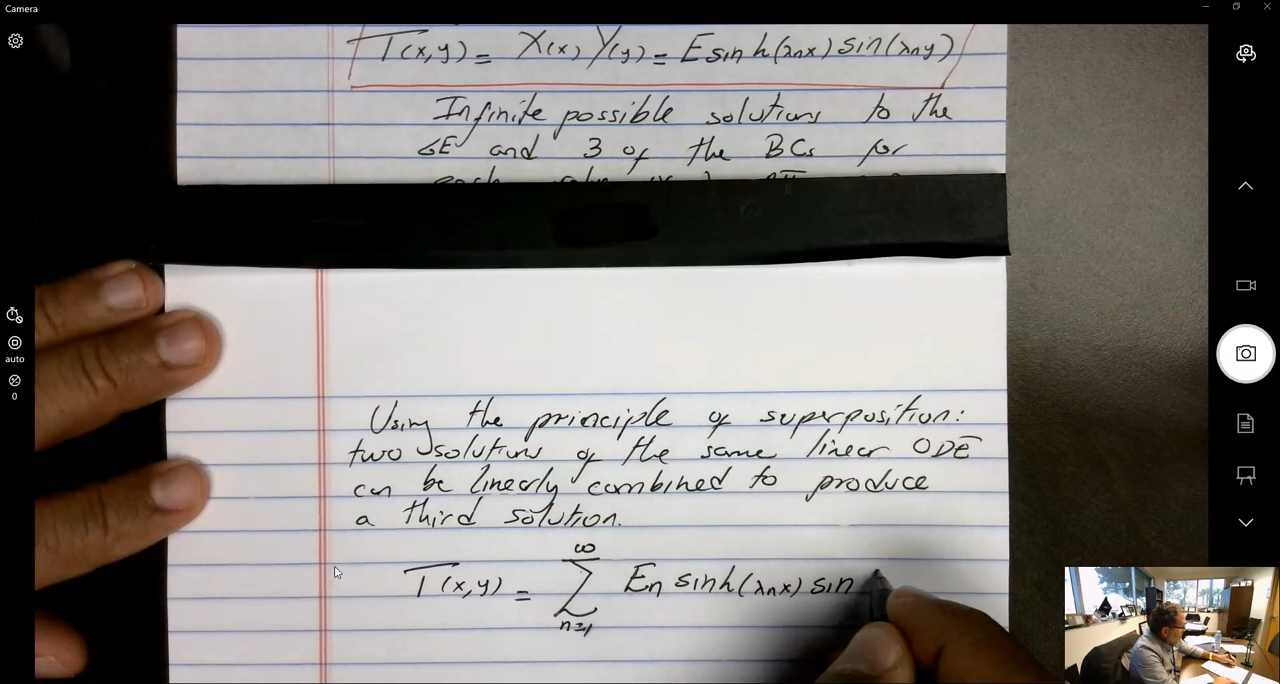 Camera
T(x,y) = X(x) Y(y) = E sinh(λnx) sin(λny)
Infinite possible solutions to the
GE and 3 of the BCs for
auto
0
Using the principle of superposition:
two solutions of the same linear ODE
can be linearly combined to produce
a third solution.
T(x,y) = ∞ Σ n=1 En sinh(λnx) sin